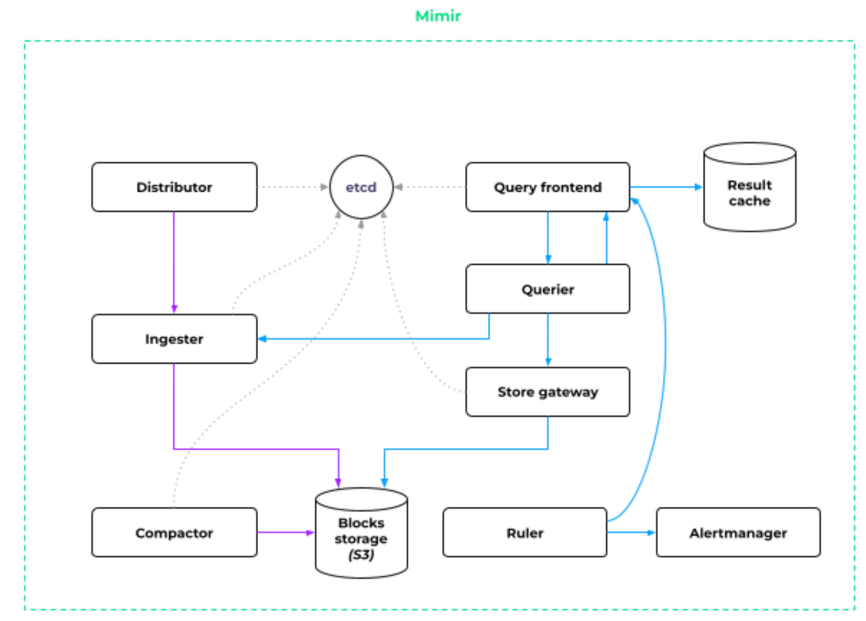 Mimir
Distributor
etcd
Query frontend
Result
cache
Querier
Ingester
Store gateway
Compactor
Blocks
storage
(S3)
Ruler
Alertmanager